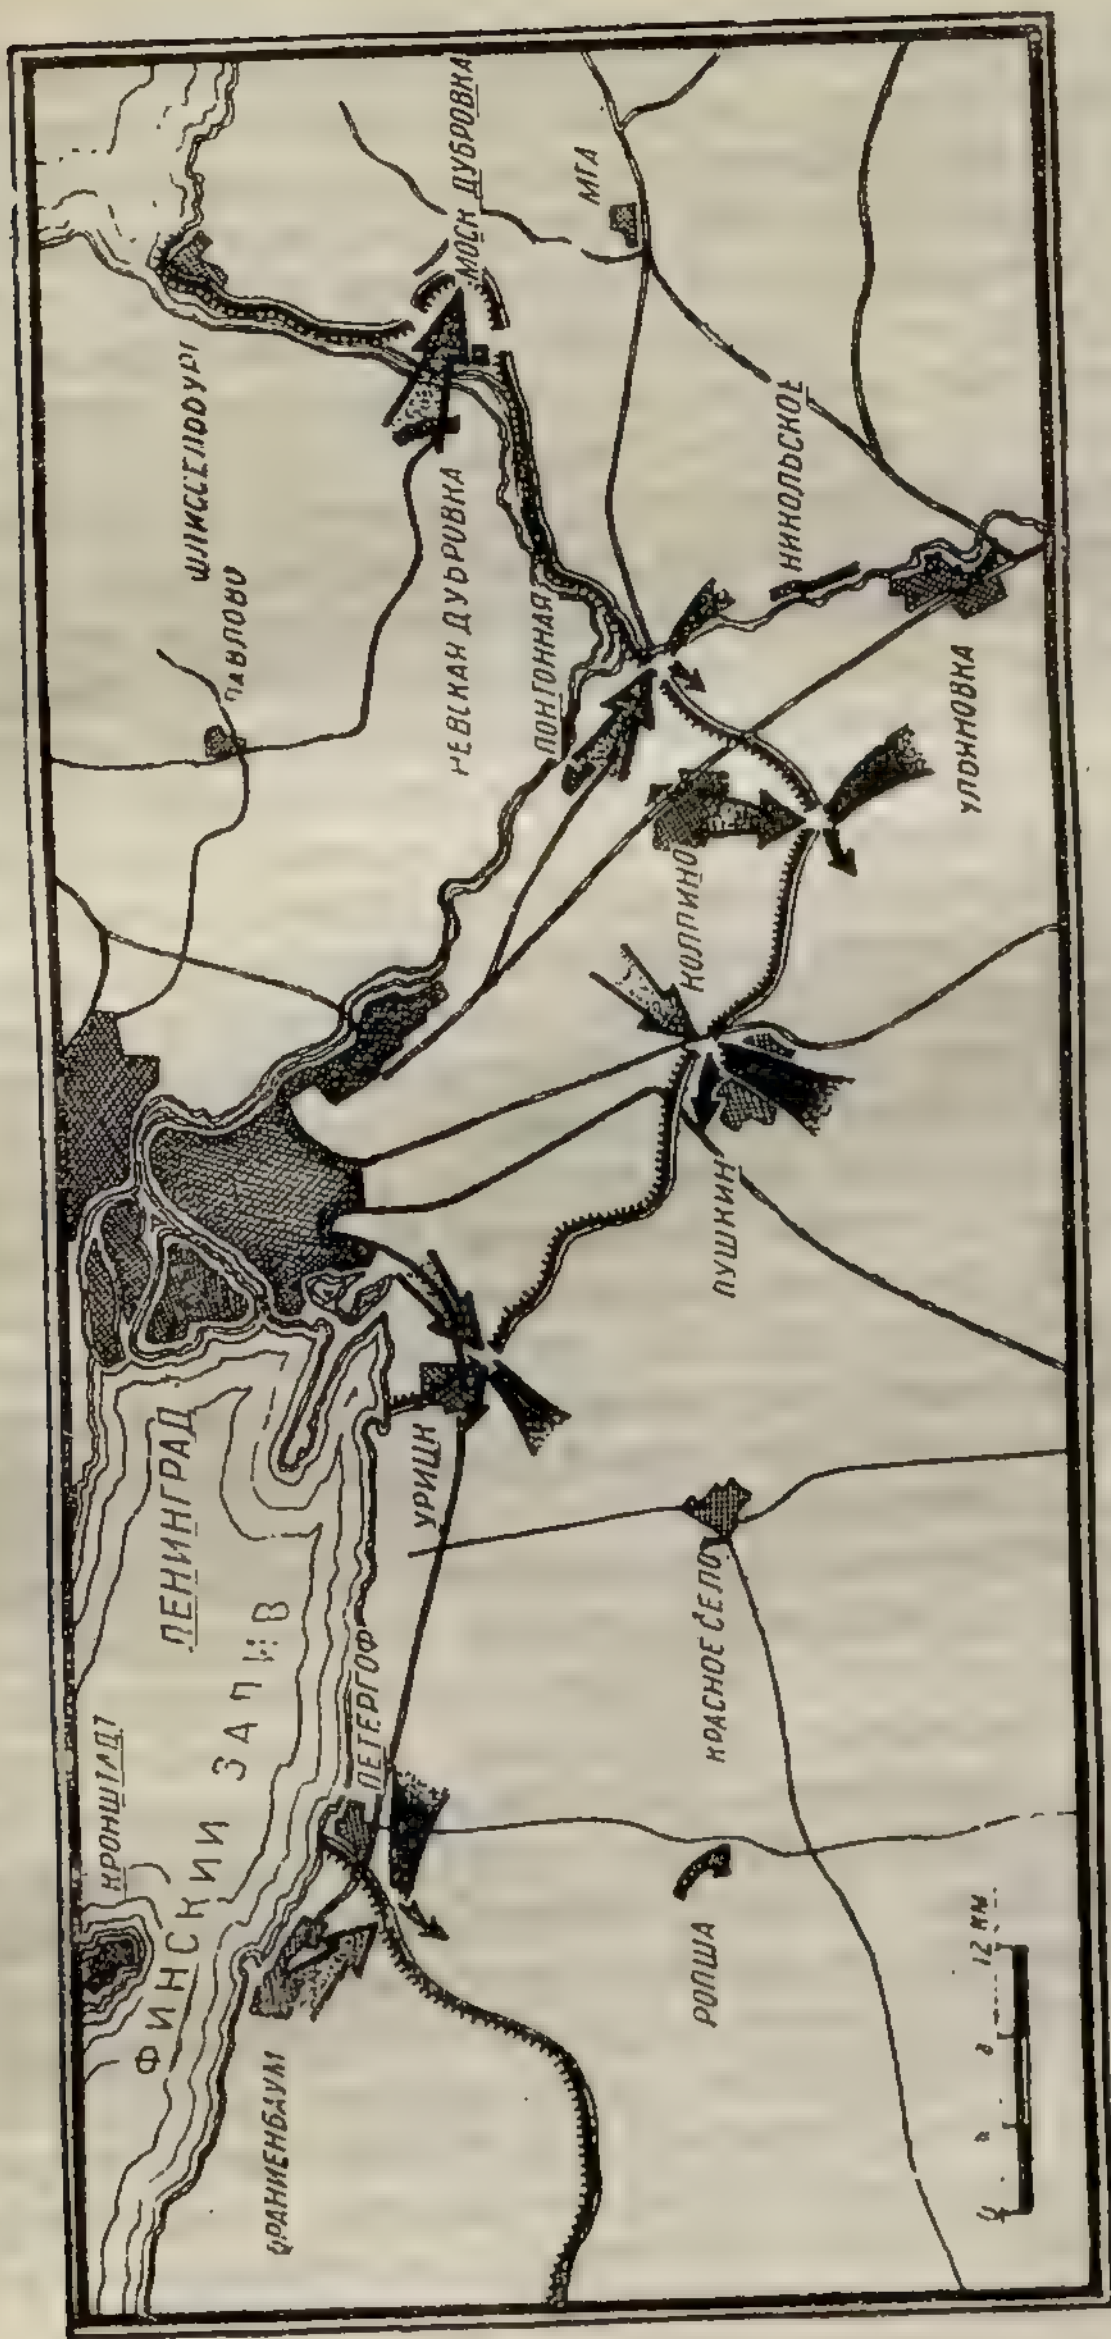 КРОНШТАДТ
ФИНСКИЙ ЗАЛИВ
ЛЕНИНГРАД
ПАВЛОВО
ШЛИССЕЛЬБУРГ
ОРАНИЕНБАУМ
ПЕТЕРГОФ
УРИЦК
ПОНТОННАЯ
НЕВСКАЯ ДУБРОВКА
МОСК ДУБРОВКА
КОЛПИНО
МГА
РОПША
КРАСНОЕ СЕЛО
ПУШКИН
НИКОЛЬСКОЕ
УЛЬЯНОВКА
12 КМ